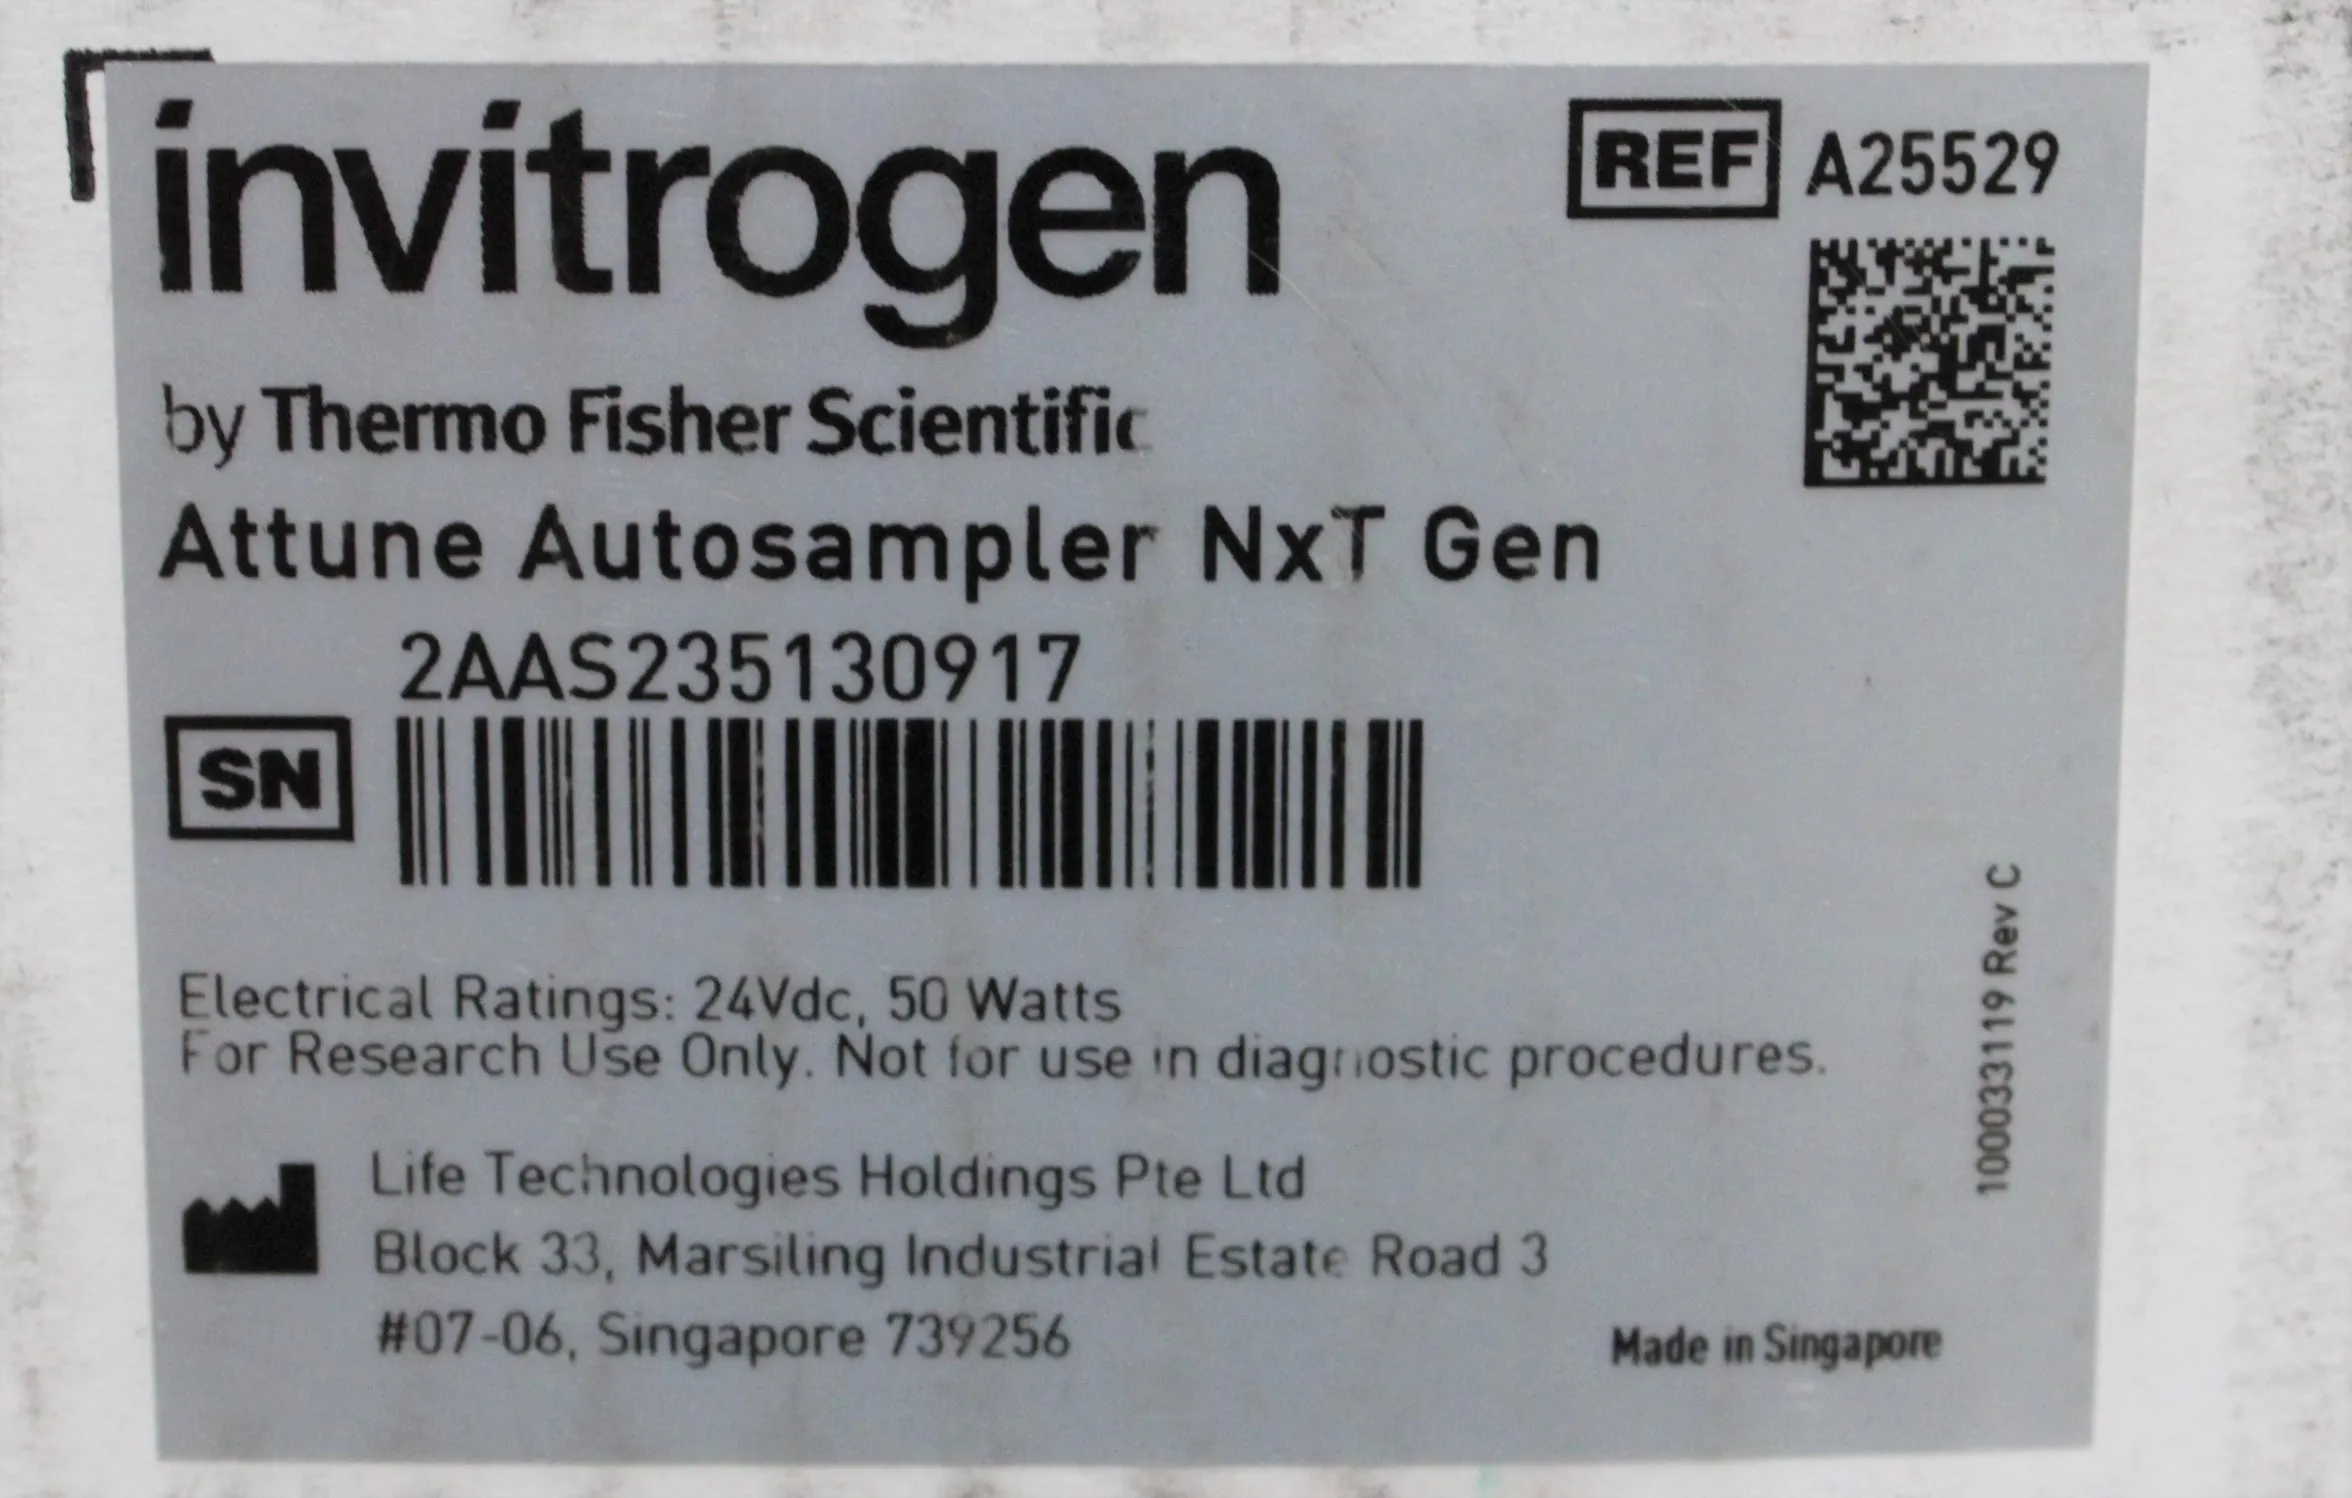 invitrogen
REF A25529
by Thermo Fisher Scientific
Attune Autosampler NxT Gen
2AAS235130917
SN
Electrical Ratings: 24Vdc, 50 Watts
For Research Use Only. Not for use in diagnostic procedures.
Life Technologies Holdings Pte Ltd
Block 33, Marsiling Industrial Estate Road 3
#07-06, Singapore 739256
Made in Singapore
100033119 Rev C